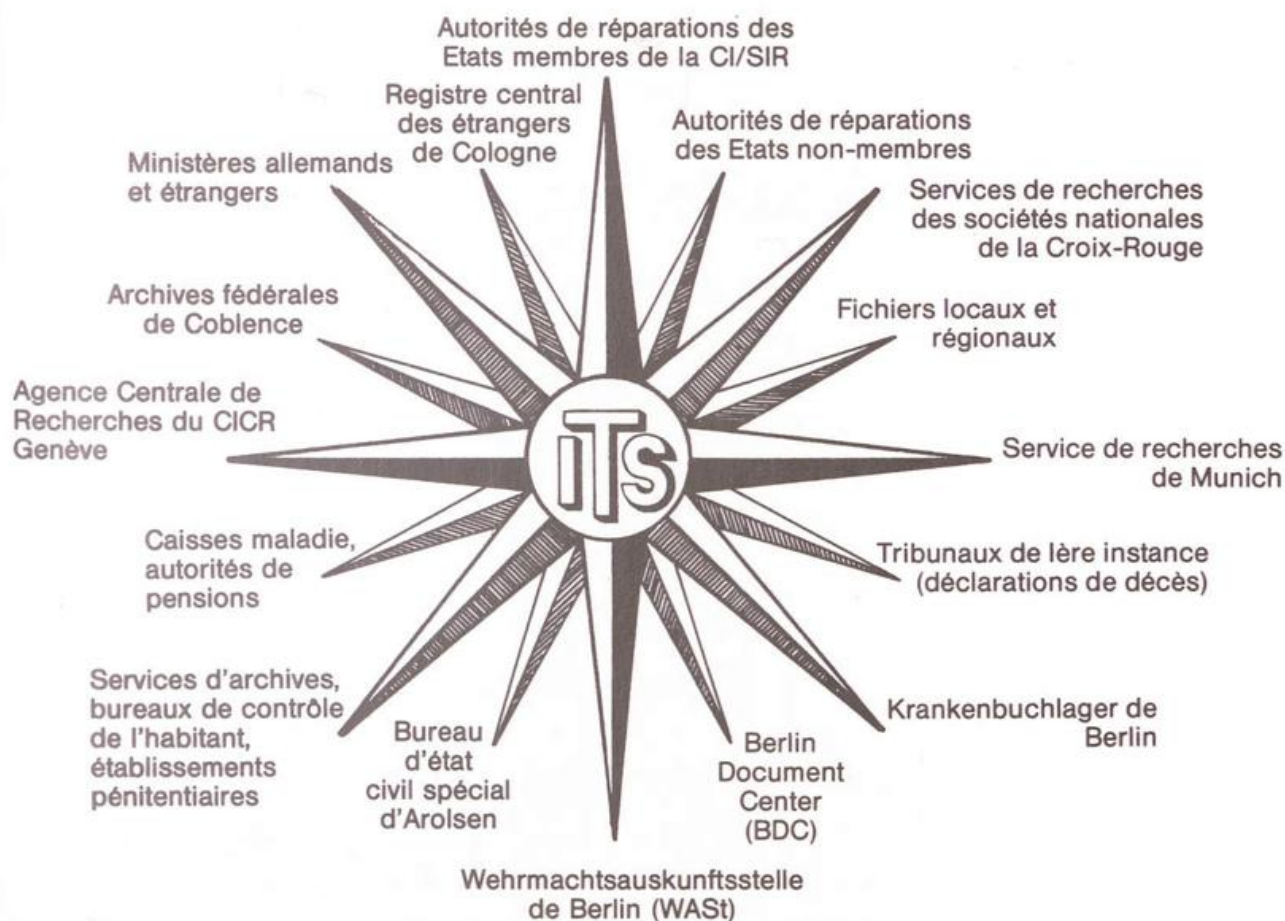 Autorités de réparations des
Etats membres de la CI/SIR
Registre central
des étrangers
de Cologne
Autorités de réparations
des Etats non-membres
Ministères allemands
et étrangers
Services de recherches
des sociétés nationales
de la Croix-Rouge
Archives fédérales
de Coblence
Fichiers locaux et
régionaux
Agence Centrale de
Recherches du CICR
Genève
ITS
Service de recherches
de Munich
Caisses maladie,
autorités de
pensions
Tribunaux de Ière instance
(déclarations de décès)
Services d'archives,
bureaux de contrôle
de l'habitant,
établissements
pénitentiaires
Bureau
d'état
civil spécial
d'Arolsen
Berlin
Document
Center
(BDC)
Krankenbuchlager de
Berlin
Wehrmachtsauskunftsstelle
de Berlin (WASt)